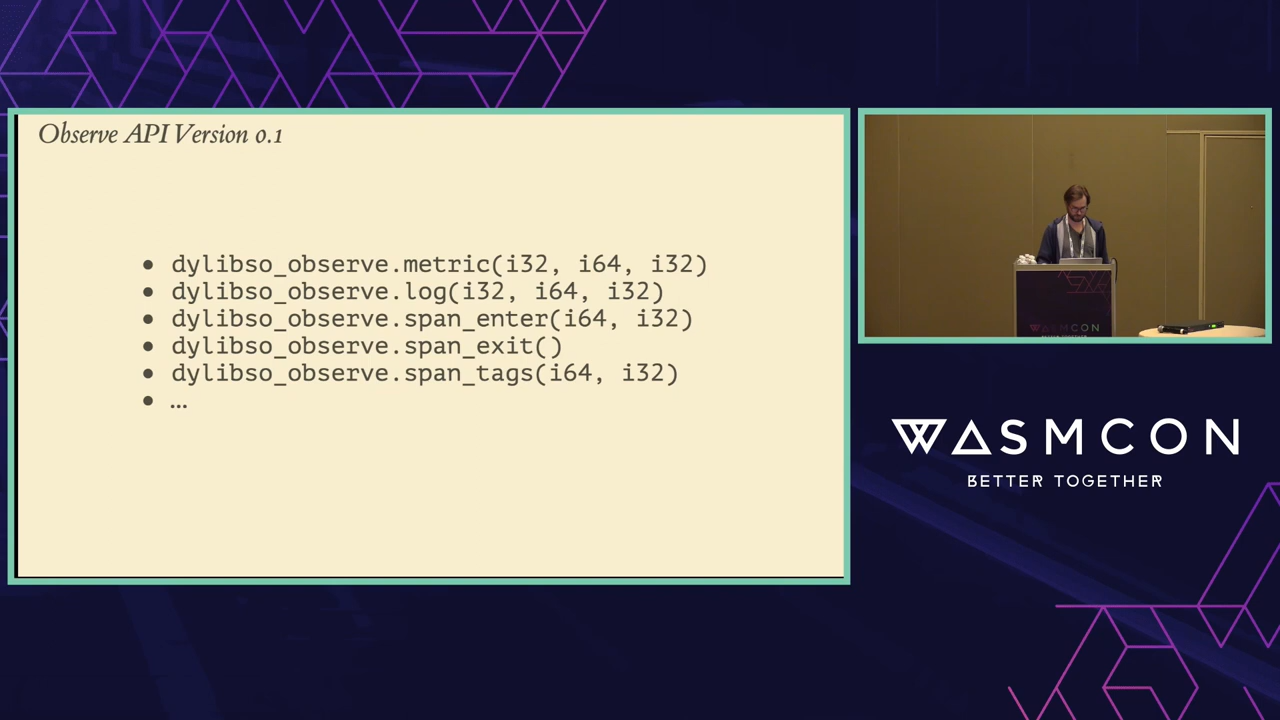 Observe API Version 0.1
• dylibso_observe.metric(i32, i64, i32)
• dylibso_observe.log(i32, i64, i32)
• dylibso_observe.span_enter(i64, i32)
• dylibso_observe.span_exit()
• dylibso_observe.span_tags(i64, i32)
• ...
WASMCON
WASMCON
BETTER TOGETHER